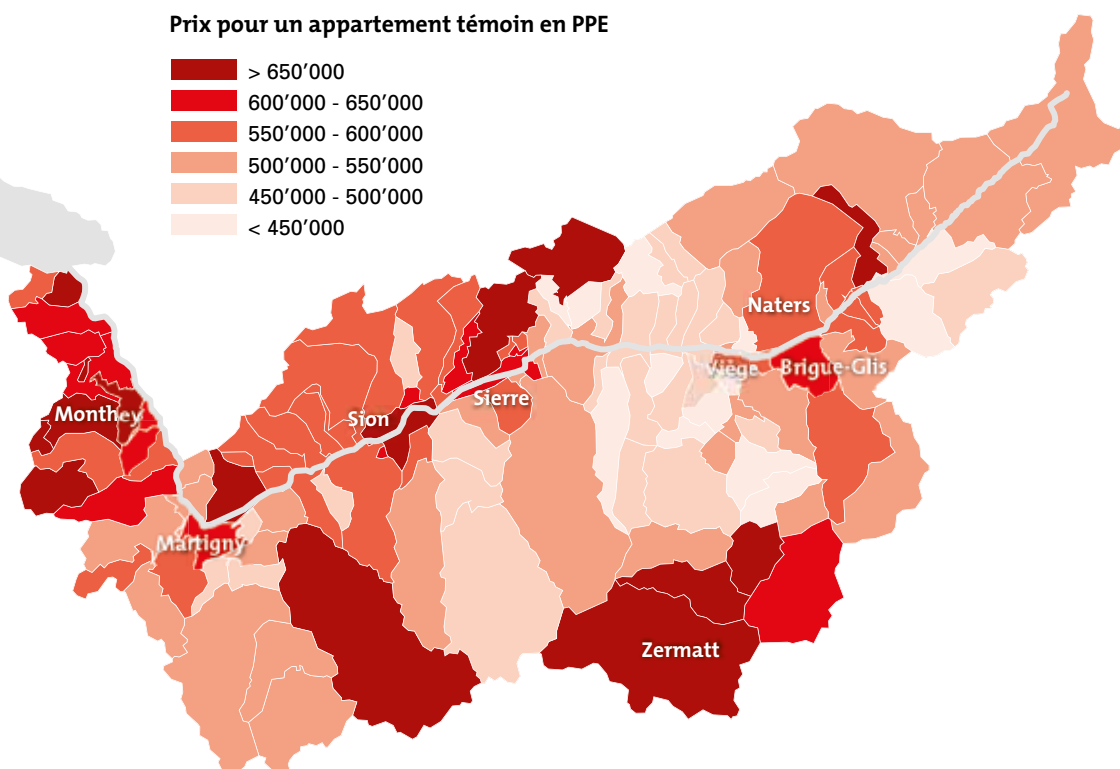 Prix pour un appartement témoin en PPE
> 650’000
600’000 - 650’000
550’000 - 600’000
500’000 - 550’000
450’000 - 500’000
< 450’000
Naters
Viège
Brigue-Glis
Sierre
Monthey
Sion
Martigny
Zermatt